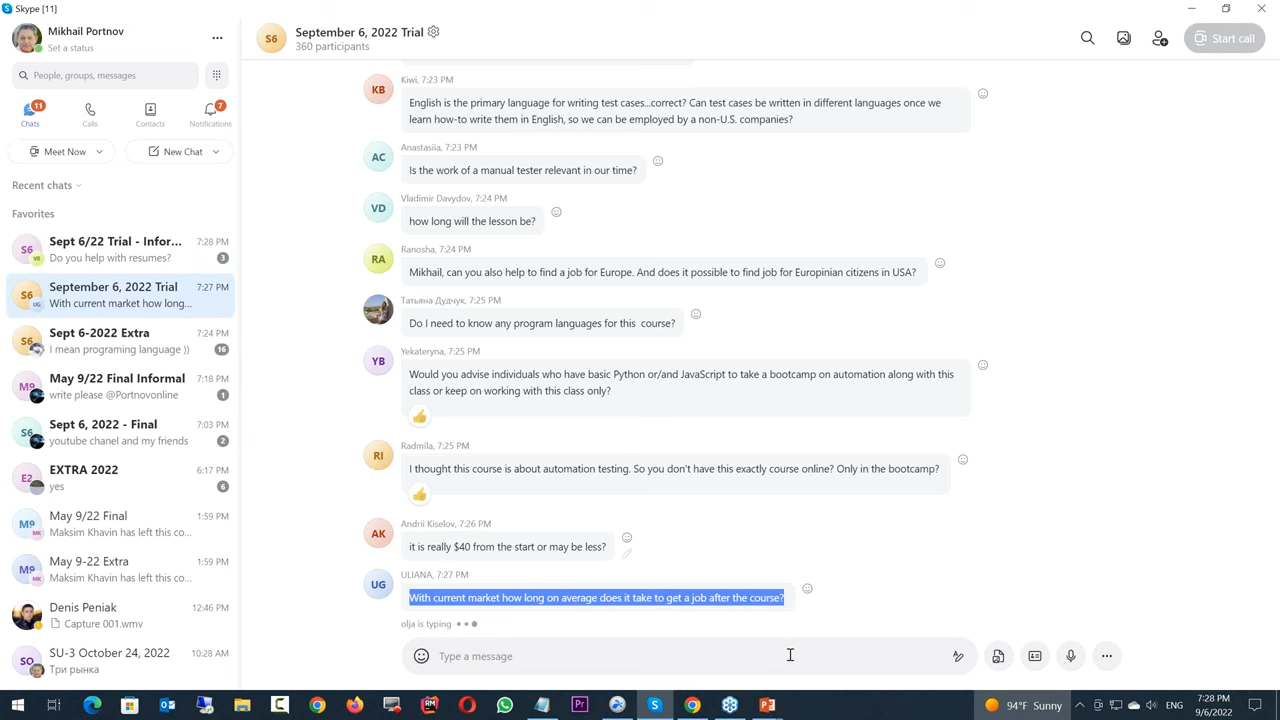 Skype [11]
Mikhail Portnov
Set a status
People, groups, messages
11
7
Chats
Calls
Contacts
Notifications
Meet Now
New Chat
Recent chats
Favorites
S6
VB
Sept 6/22 Trial - Infor...
7:28 PM
Do you help with resumes?
3
S6
UG
September 6, 2022 Trial
7:27 PM
With current market how long...
S6
Sept 6-2022 Extra
7:24 PM
I mean programing language ))
16
M9
May 9/22 Final Informal
7:18 PM
write please @Portnovonline
1
S6
Sept 6, 2022 - Final
7:03 PM
youtube chanel and my friends
2
E2
EXTRA 2022
6:17 PM
yes
6
M9
MK
May 9/22 Final
1:59 PM
Maksim Khavin has left this co...
M9
MK
May 9-22 Extra
1:59 PM
Maksim Khavin has left this co...
Denis Peniak
12:46 PM
Capture 001.wmv
SO
SU-3 October 24, 2022
10:28 AM
Три рынка
S6
September 6, 2022 Trial
360 participants
Start call
Kiwi, 7:23 PM
KB
English is the primary language for writing test cases...correct? Can test cases be written in different languages once we
learn how-to write them in English, so we can be employed by a non-U.S. companies?
Anastasiia, 7:23 PM
AC
Is the work of a manual tester relevant in our time?
Vladimir Davydov, 7:24 PM
VD
how long will the lesson be?
Ranosha, 7:24 PM
RA
Mikhail, can you also help to find a job for Europe. And does it possible to find job for Europinian citizens in USA?
Татьяна Дудчук, 7:25 PM
Do I need to know any program languages for this course?
Yekateryna, 7:25 PM
YB
Would you advise individuals who have basic Python or/and JavaScript to take a bootcamp on automation along with this
class or keep on working with this class only?
Radmila, 7:25 PM
RI
I thought this course is about automation testing. So you don't have this exactly course online? Only in the bootcamp?
Andrii Kiselov, 7:26 PM
AK
it is really $40 from the start or may be less?
ULIANA, 7:27 PM
UG
With current market how long on average does it take to get a job after the course?
olja is typing
Type a message
94°F Sunny
7:28 PM
9/6/2022